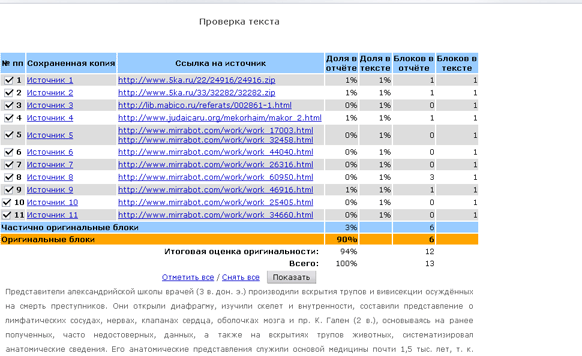 Проверка текста
№ пп Сохраненная копия Ссылка на источник Доля в отчёте Доля в тексте Блоков в отчёте Блоков в тексте
1 Источник 1 http://www.5ka.ru/22/24916/24916.zip 1% 1% 1 1
2 Источник 2 http://www.5ka.ru/33/32282/32282.zip 1% 1% 1 1
3 Источник 3 http://lib.mabico.ru/referats/002861-1.html 0% 1% 0 1
4 Источник 4 http://www.judaicaru.org/mekorhaim/makor_2.html 1% 1% 1 1
5 Источник 5 http://www.mirrabot.com/work/work_17003.html
http://www.mirrabot.com/work/work_32458.html 0% 1% 0 1
6 Источник 6 http://www.mirrabot.com/work/work_44040.html 0% 1% 0 1
7 Источник 7 http://www.mirrabot.com/work/work_26316.html 0% 1% 0 1
8 Источник 8 http://www.mirrabot.com/work/work_60950.html 0% 1% 3 1
9 Источник 9 http://www.mirrabot.com/work/work_46916.html 1% 1% 1 1
10 Источник 10 http://www.mirrabot.com/work/work_25405.html 0% 1% 0 1
11 Источник 11 http://www.mirrabot.com/work/work_34660.html 0% 1% 0 1
Частично оригинальные блоки 3% 6
Оригинальные блоки 90% 6
Итоговая оценка оригинальности: 94% 12
Всего: 100% 13
Отметить все / Снять все Показать
Представители александрийской школы врачей (3 в. дон. э.) производили вскрытия трупов и вивисекции осуждённых
на смерть преступников. Они открыли диафрагму, изучили скелет и внутренности, составили представление о
лимфатических сосудах, нервах, клапанах сердца, оболочках мозга и пр. К. Гален (2 в.), основываясь на ранее
полученных, часто недостоверных, данных, а также на вскрытиях трупов животных, систематизировал
анатомические сведения. Его анатомические представления служили основой медицины почти 1,5 тыс. лет, т. к.